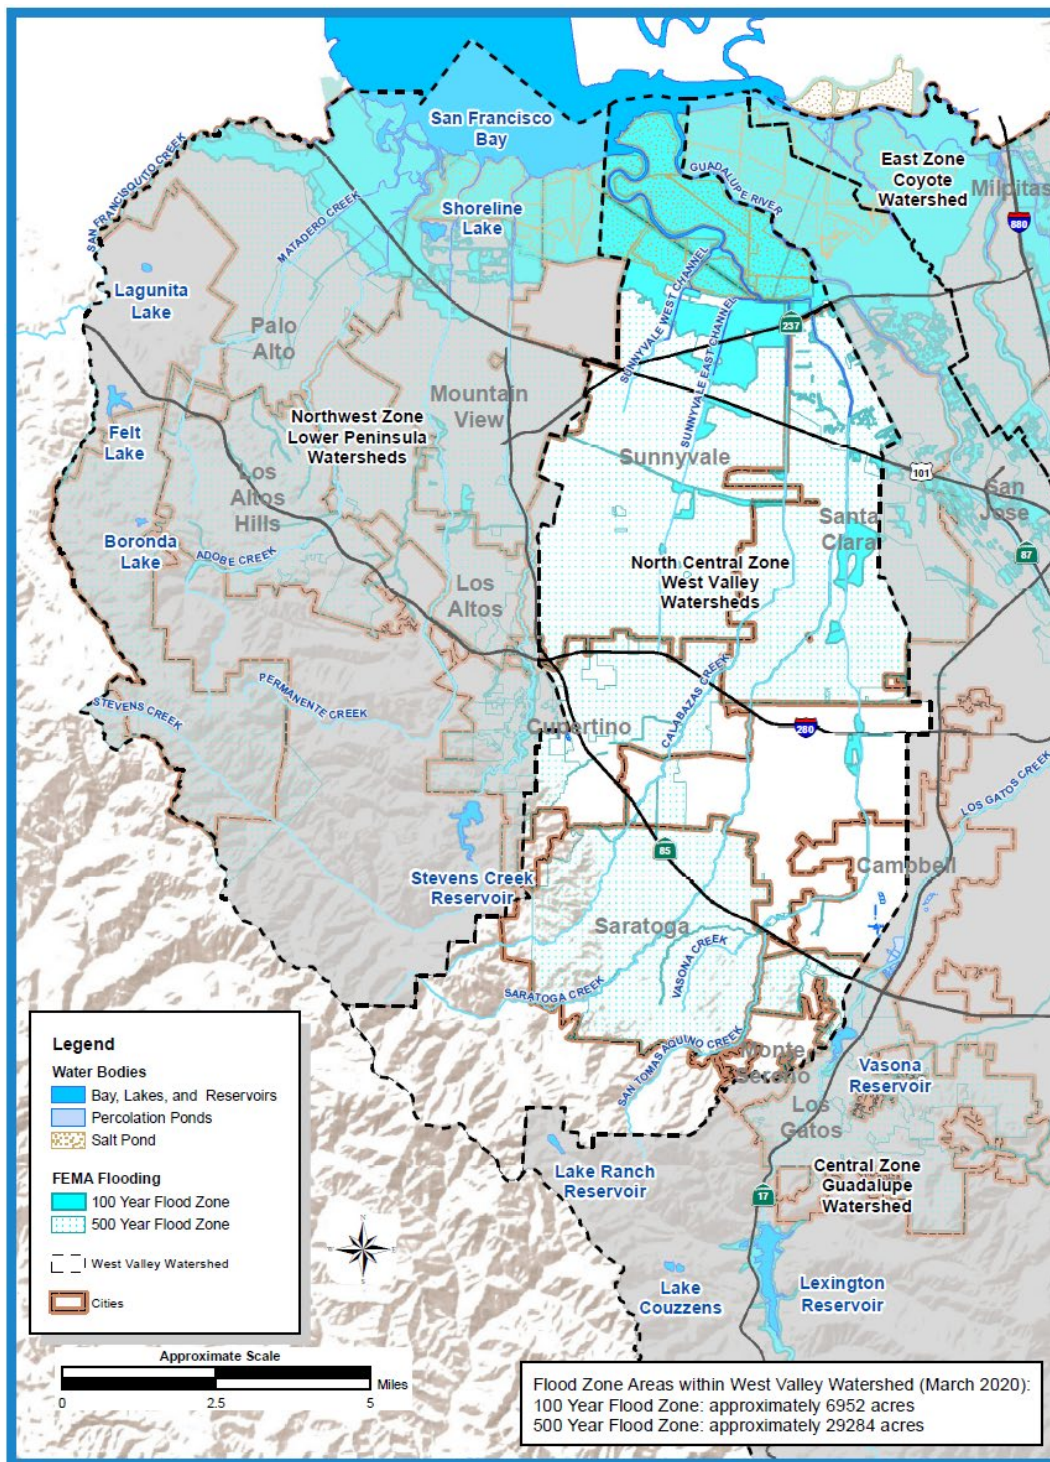 San Francisco
Bay
East Zone
Coyote
Watershed
Milpitas
880
SAN FRANCISQUITO CREEK
MATADERO CREEK
GUADALUPE RIVER
Shoreline
Lake
Lagunita
Lake
SUNNYVALE WEST CHANNEL
SUNNYVALE EAST CHANNEL
237
Palo
Alto
Mountain
View
Northwest Zone
Lower Peninsula
Watersheds
Felt
Lake
Sunnyvale
101
Los
Altos
Hills
San
Jose
Santa
Clara
87
Boronda
Lake
ADOBE CREEK
North Central Zone
West Valley
Watersheds
Los
Altos
PERMANENTE CREEK
STEVENS CREEK
CALABAZAS CREEK
Cupertino
280
LOS GATOS CREEK
85
Campbell
Stevens Creek
Reservoir
Saratoga
VASONA CREEK
SARATOGA CREEK
SAN TOMAS AQUINO CREEK
Monte
Sereno
Vasona
Reservoir
Los
Gatos
Lake Ranch
Reservoir
Central Zone
Guadalupe
Watershed
17
Lake
Couzzens
Lexington
Reservoir
Legend
Water Bodies
Bay, Lakes, and Reservoirs
Percolation Ponds
Salt Pond
FEMA Flooding
100 Year Flood Zone
500 Year Flood Zone
West Valley Watershed
Cities
N
W
E
S
Approximate Scale
Miles
0 2.5 5
Flood Zone Areas within West Valley Watershed (March 2020):
100 Year Flood Zone: approximately 6952 acres
500 Year Flood Zone: approximately 29284 acres